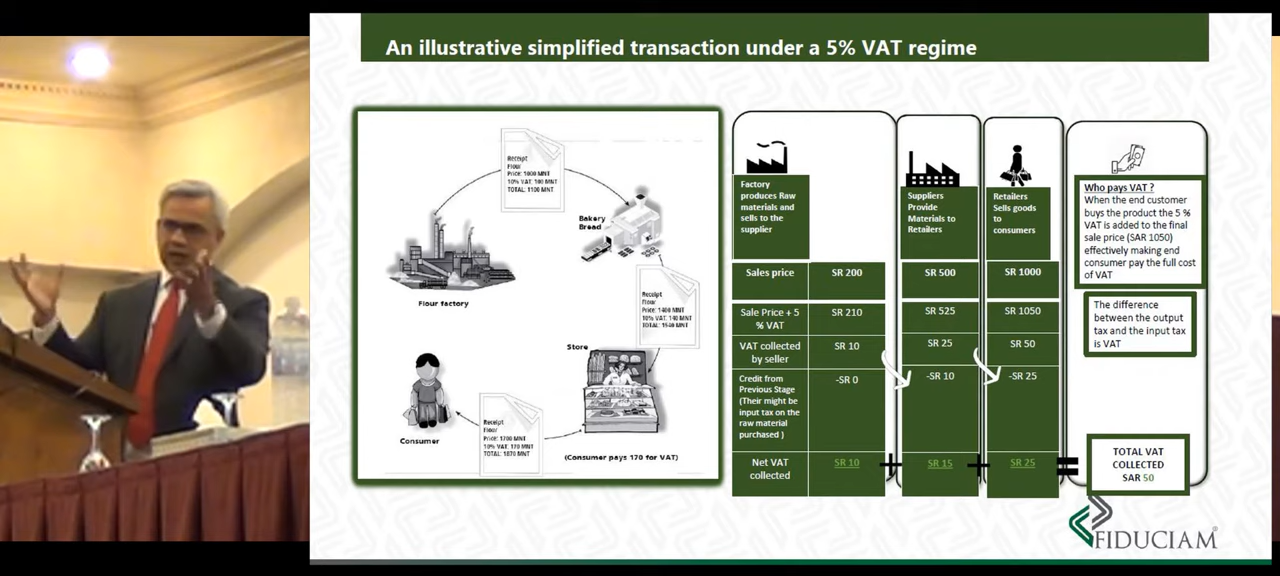 An illustrative simplified transaction under a 5% VAT regime
Receipt
Flour
Price: 1000 MNT
10% VAT: 100 MNT
TOTAL: 1100 MNT
Bakery
Bread
Flour factory
Receipt
Flour
Price: 1400 MNT
10% VAT: 140 MNT
TOTAL: 1540 MNT
Store
Consumer
Receipt
Flour
Price: 1700 MNT
10% VAT: 170 MNT
TOTAL: 1870 MNT
(Consumer pays 170 for VAT)
Factory
produces Raw
materials and
sells to the
supplier
Suppliers
Provide
Materials to
Retailers
Retailers
Sells goods
to
consumers
Sales price
SR 200
SR 500
SR 1000
Sale Price + 5
% VAT
SR 210
SR 525
SR 1050
VAT collected
by seller
SR 10
SR 25
SR 50
Credit from
Previous Stage
(Their might be
input tax on the
raw material
purchased )
-SR 0
-SR 10
-SR 25
Net VAT
collected
SR 10
+
SR 15
+
SR 25
=
Who pays VAT ?
When the end customer
buys the product the 5 %
VAT is added to the final
sale price (SAR 1050)
effectively making end
consumer pay the full cost
of VAT
The difference
between the output
tax and the input tax
is VAT
TOTAL VAT
COLLECTED
SAR 50
FIDUCIAM®